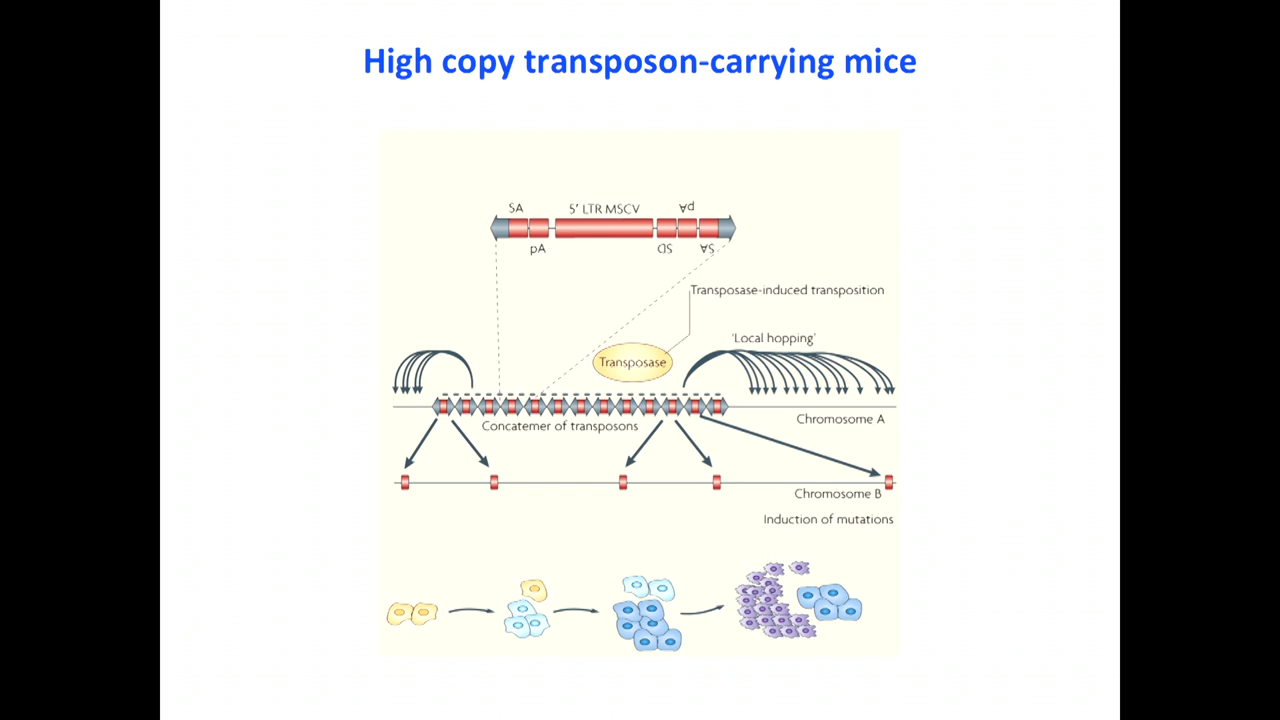 High copy transposon-carrying mice
SA 5′ LTR MSCV pA
pA SD SA
Transposase-induced transposition
'Local hopping'
Transposase
Chromosome A
Concatemer of transposons
Chromosome B
Induction of mutations